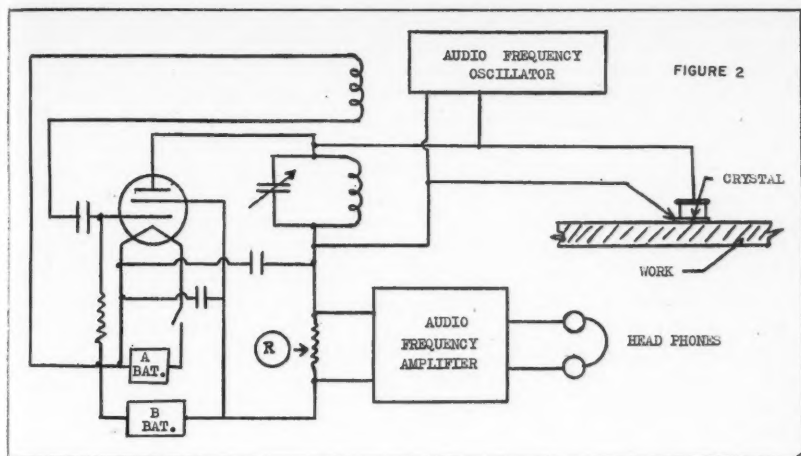 AUDIO FREQUENCY
OSCILLATOR
FIGURE 2
CRYSTAL
WORK
R
AUDIO
FREQUENCY
AMPLIFIER
HEAD PHONES
A
BAT.
B
BAT.